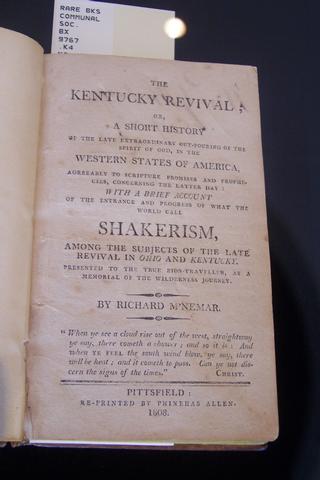 RARE BKS
COMMUNAL
SOC.
BX
9767
.K4
THE
KENTUCKY REVIVAL;
OR,
A SHORT HISTORY
OF THE LATE EXTRAORDINARY OUT-POURING OF THE
SPIRIT OF GOD, IN THE
WESTERN STATES OF AMERICA,
AGREEABLY TO SCRIPTURE PROMISES AND PROPHE-
CIES, CONCERNING THE LATTER DAY:
WITH A BRIEF ACCOUNT
OF THE ENTRANCE AND PROGRESS OF WHAT THE
WORLD CALL
SHAKERISM,
AMONG THE SUBJECTS OF THE LATE
REVIVAL IN OHIO AND KENTUCKY.
PRESENTED TO THE TRUE ZION-TRAVELLER, AS A
MEMORIAL OF THE WILDERNESS JOURNEY.
BY RICHARD M'NEMAR.
"When ye see a cloud rise out of the west, straightway
ye say, there cometh a shower; and so it is: And
when YE FEEL the south wind blow, ye say, there
will be heat; and it cometh to pass. Can ye not dis-
cern the signs of the times." CHRIST.
PITTSFIELD:
RE-PRINTED BY PHINEHAS ALLEN.
1808.